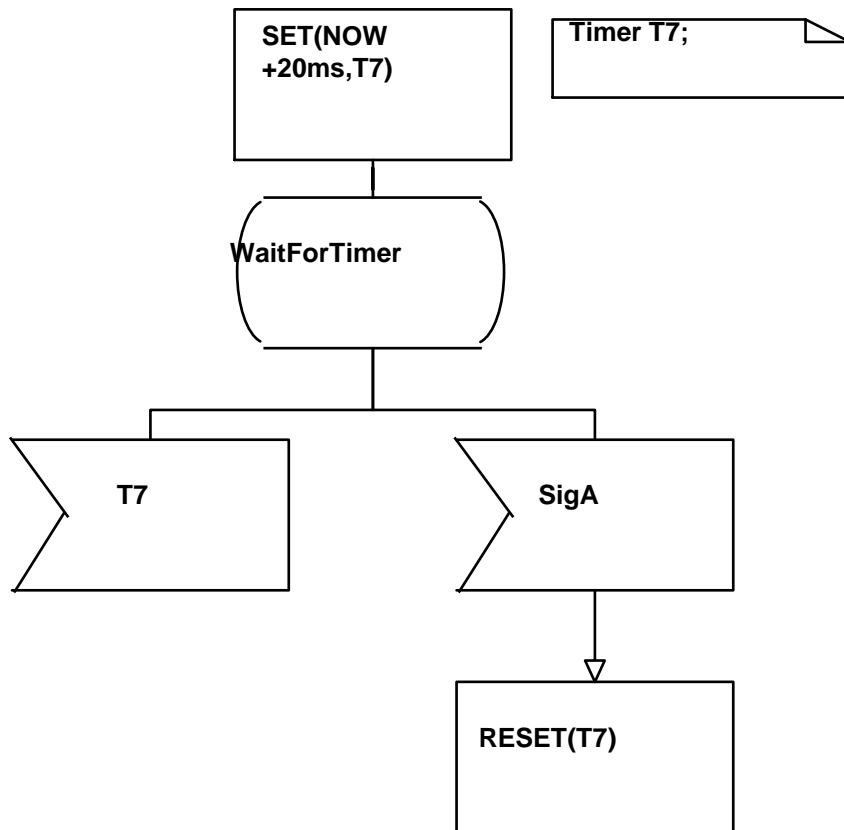 SET(NOW
+20ms,T7)
Timer T7;
WaitForTimer
T7
SigA
RESET(T7)